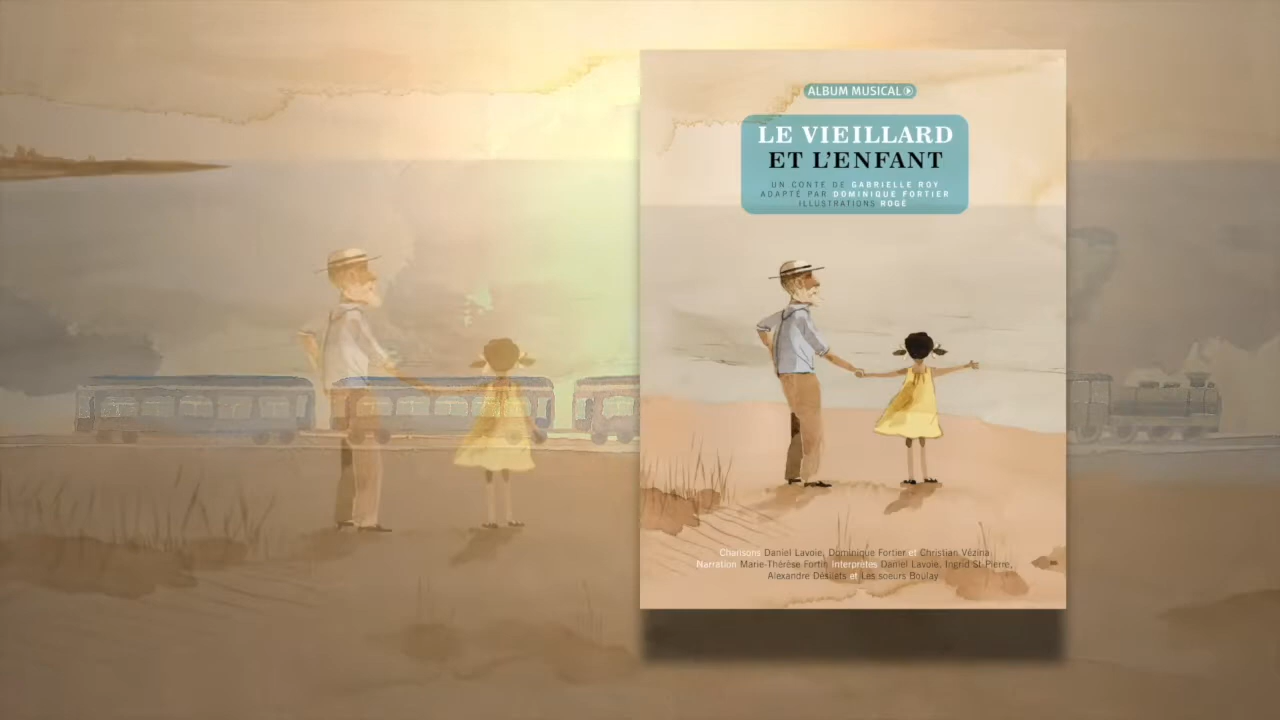 ALBUM MUSICAL
LE VIEILLARD
ET L'ENFANT
UN CONTE DE GABRIELLE ROY
ADAPTÉ PAR DOMINIQUE FORTIER
ILLUSTRATIONS ROGÉ
Chansons Daniel Lavoie, Dominique Fortier et Christian Vézina
Narration Marie-Thérèse Fortin Interprètes Daniel Lavoie, Ingrid St-Pierre,
Alexandre Désilets et Les soeurs Boulay